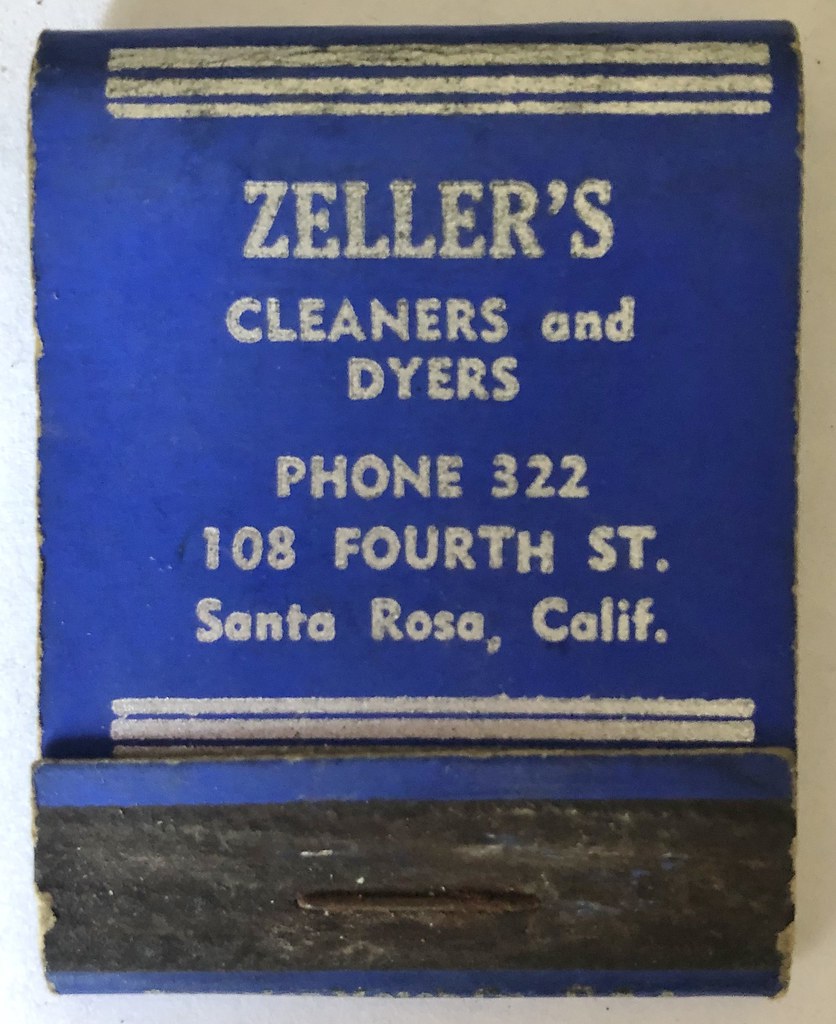 ZELLER'S
CLEANERS and
DYERS
PHONE 322
108 FOURTH ST.
Santa Rosa, Calif.